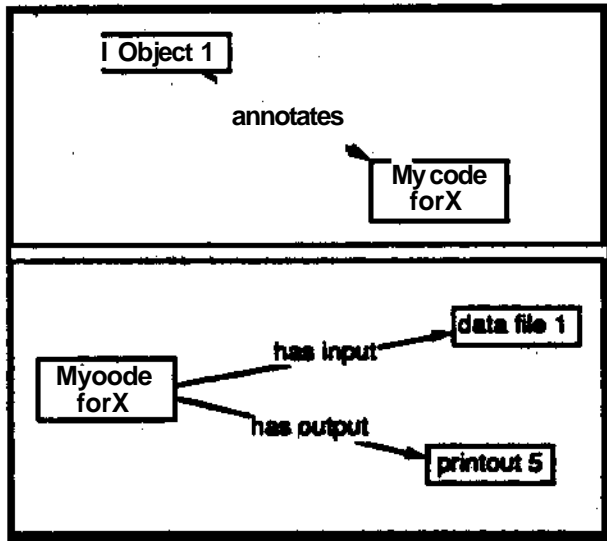 I Object 1
annotates
My code
forX
has input
data file 1
Myoode
forX
has output
printout 5